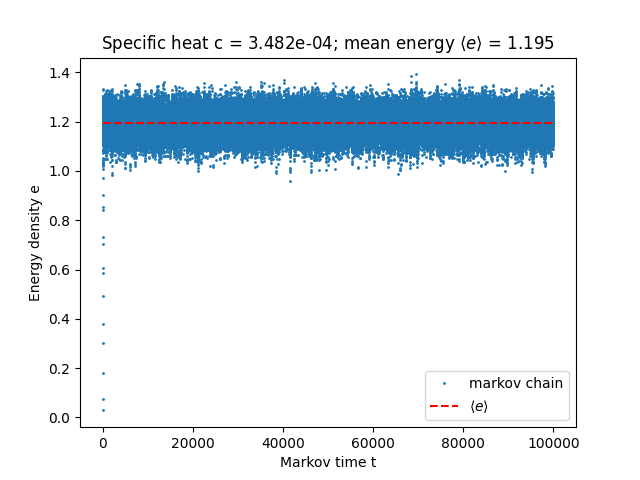 Specific heat c = 3.482e-04; mean energy ⟨e⟩ = 1.195
1.4
1.2
1.0
0.8
0.6
0.4
0.2
0.0
Energy density e
markov chain
⟨e⟩
0 20000 40000 60000 80000 100000
Markov time t